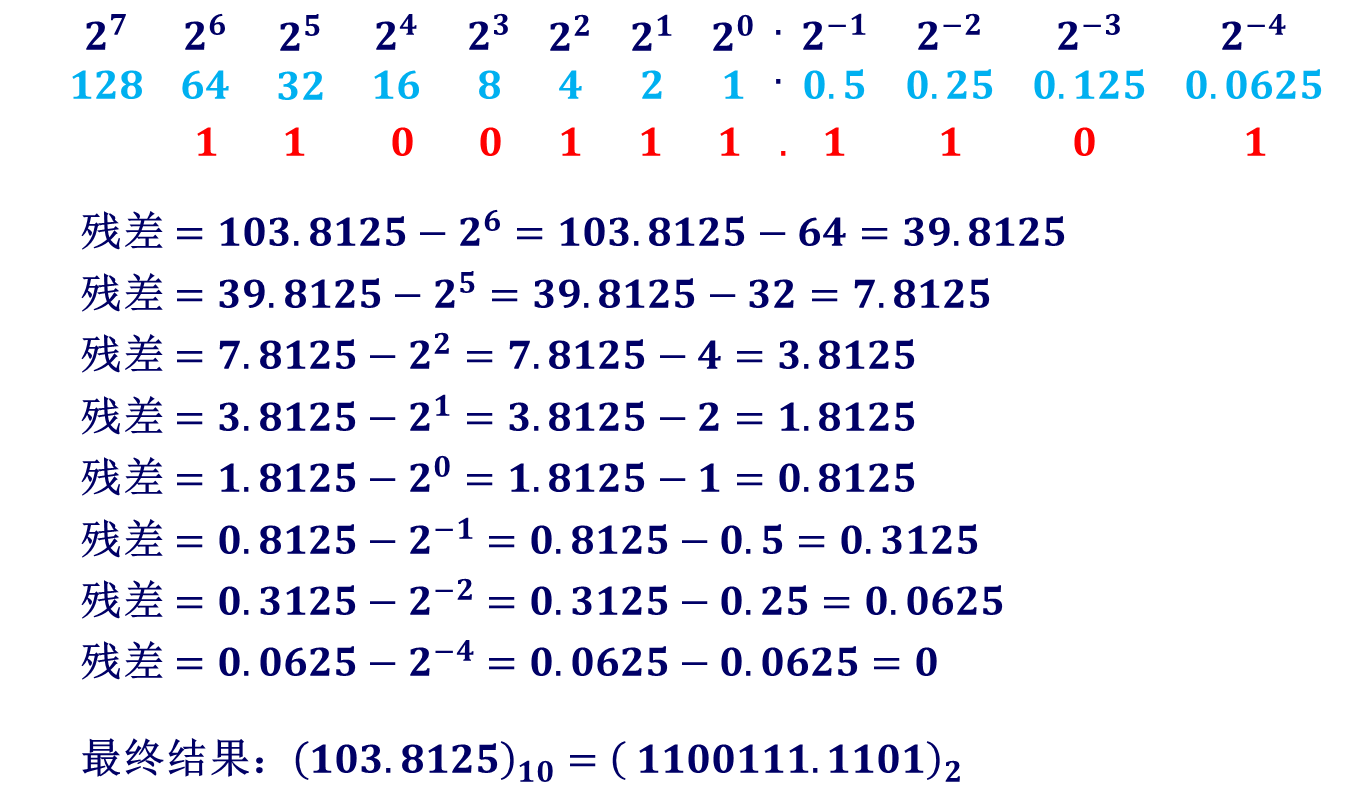 2⁷ 2⁶ 2⁵ 2⁴ 2³ 2² 2¹ 2⁰ · 2⁻¹ 2⁻² 2⁻³ 2⁻⁴
128 64 32 16 8 4 2 1 · 0.5 0.25 0.125 0.0625
1 1 0 0 1 1 1 . 1 1 0 1
残差 = 103.8125 − 2⁶ = 103.8125 − 64 = 39.8125
残差 = 39.8125 − 2⁵ = 39.8125 − 32 = 7.8125
残差 = 7.8125 − 2² = 7.8125 − 4 = 3.8125
残差 = 3.8125 − 2¹ = 3.8125 − 2 = 1.8125
残差 = 1.8125 − 2⁰ = 1.8125 − 1 = 0.8125
残差 = 0.8125 − 2⁻¹ = 0.8125 − 0.5 = 0.3125
残差 = 0.3125 − 2⁻² = 0.3125 − 0.25 = 0.0625
残差 = 0.0625 − 2⁻⁴ = 0.0625 − 0.0625 = 0
最终结果：(103.8125)₁₀ = ( 1100111.1101)₂